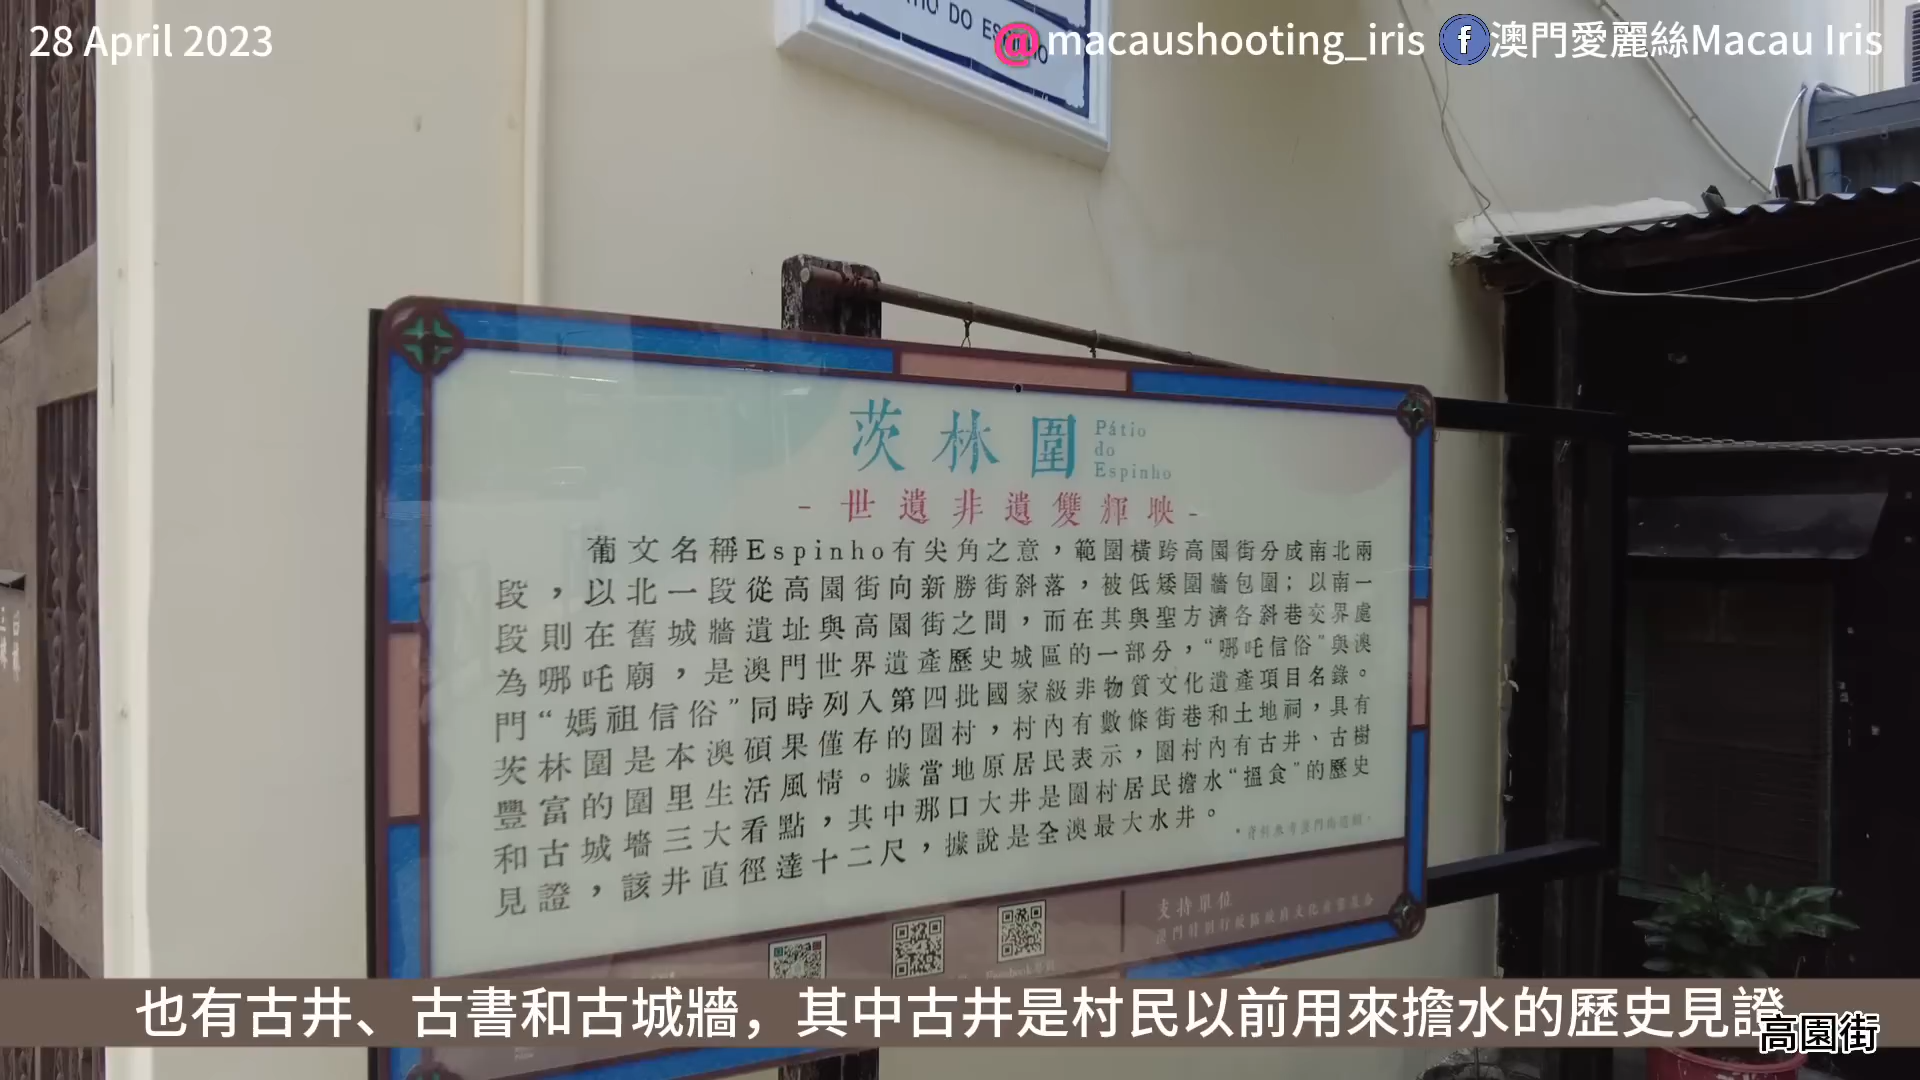 28 April 2023
@macaushooting_iris
澳門愛麗絲Macau Iris
茨林圍
Pátio
do
Espinho
- 世遺非遺雙輝映 -
葡文名稱Espinho有尖角之意，範圍橫跨高園街分成南北兩
段，以北一段從高園街向新勝街斜落，被低矮圍牆包圍；以南一
段則在舊城牆遺址與高園街之間，而在其與聖方濟各斜巷交界處
為哪吒廟，是澳門世界遺產歷史城區的一部分，“哪吒信俗”與澳
門“媽祖信俗”同時列入第四批國家級非物質文化遺產項目名錄。
茨林圍是本澳碩果僅存的圍村，村內有數條街巷和土地祠，具有
豐富的圍里生活風情。據當地原居民表示，圍村內有古井、古樹
和古城墻三大看點，其中那口大井是圍村居民擔水“搵食”的歷史
見證，該井直徑達十二尺，據說是全澳最大水井。
支持單位
也有古井、古書和古城牆，其中古井是村民以前用來擔水的歷史見證
高園街